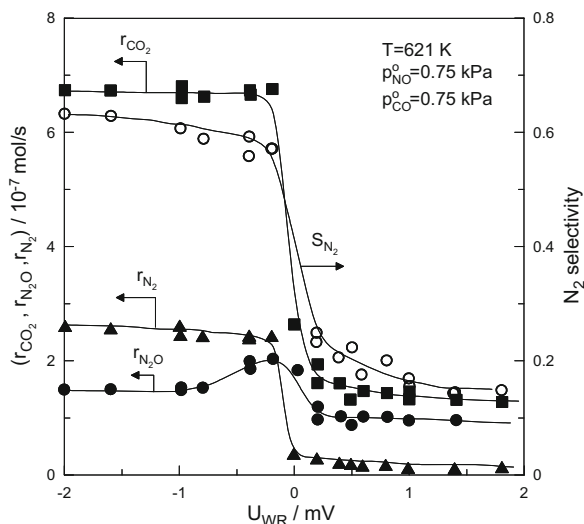 8
6
4
2
0
(r_CO₂ , r_N₂O , r_N₂) / 10⁻⁷ mol/s
r_CO₂
T=621 K
p°_NO=0.75 kPa
p°_CO=0.75 kPa
S_N₂
r_N₂
r_N₂O
0.8
0.6
0.4
0.2
0
N₂ selectivity
-2 -1 0 1 2
U_WR / mV